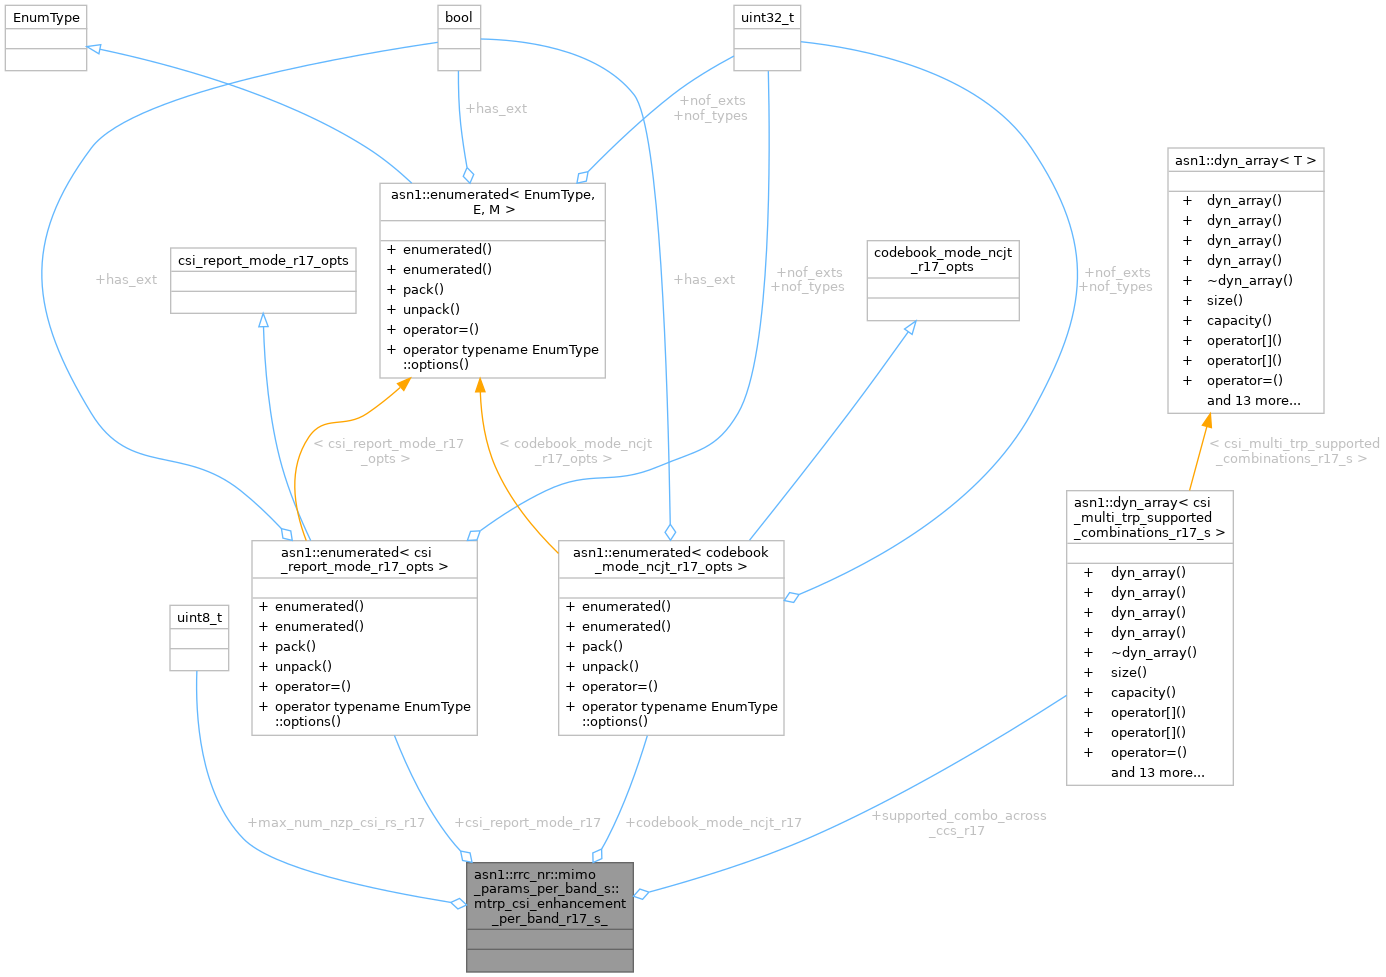 EnumType
bool
uint32_t
+has_ext
+nof_exts
+nof_types
asn1::dyn_array< T >
+ dyn_array()
+ dyn_array()
+ dyn_array()
+ dyn_array()
+ ~dyn_array()
+ size()
+ capacity()
+ operator[]()
+ operator[]()
+ operator=()
and 13 more...
asn1::enumerated< EnumType,
E, M >
+ enumerated()
+ enumerated()
+ pack()
+ unpack()
+ operator=()
+ operator typename EnumType
::options()
csi_report_mode_r17_opts
codebook_mode_ncjt
_r17_opts
+has_ext
+has_ext
+nof_exts
+nof_types
+nof_exts
+nof_types
< csi_report_mode_r17
_opts >
< codebook_mode_ncjt
_r17_opts >
< csi_multi_trp_supported
_combinations_r17_s >
asn1::dyn_array< csi
_multi_trp_supported
_combinations_r17_s >
+ dyn_array()
+ dyn_array()
+ dyn_array()
+ dyn_array()
+ ~dyn_array()
+ size()
+ capacity()
+ operator[]()
+ operator[]()
+ operator=()
and 13 more...
asn1::enumerated< csi
_report_mode_r17_opts >
+ enumerated()
+ enumerated()
+ pack()
+ unpack()
+ operator=()
+ operator typename EnumType
::options()
asn1::enumerated< codebook
_mode_ncjt_r17_opts >
+ enumerated()
+ enumerated()
+ pack()
+ unpack()
+ operator=()
+ operator typename EnumType
::options()
uint8_t
+max_num_nzp_csi_rs_r17
+csi_report_mode_r17
+codebook_mode_ncjt_r17
+supported_combo_across
_ccs_r17
asn1::rrc_nr::mimo
_params_per_band_s::
mtrp_csi_enhancement
_per_band_r17_s_